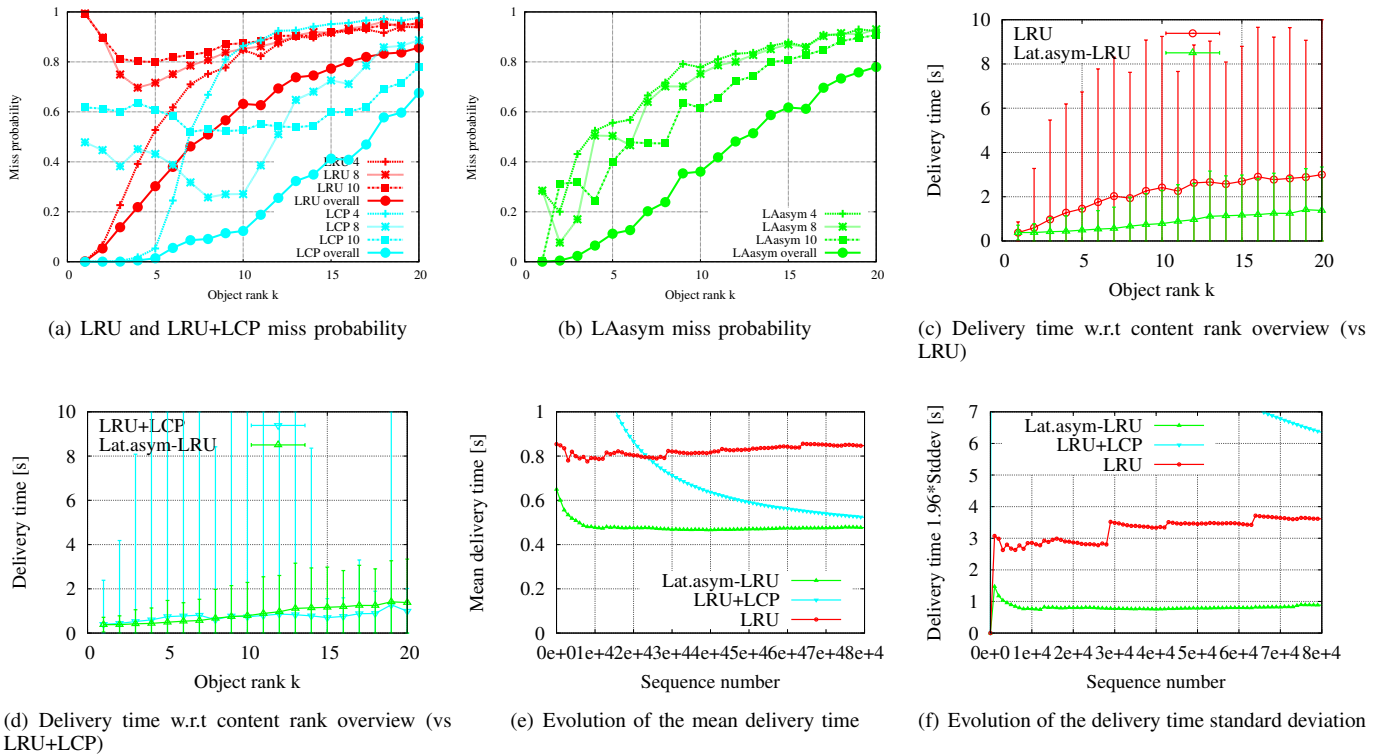 1
0.8
0.6
0.4
0.2
0
Miss probability
LRU 4
LRU 8
LRU 10
LRU overall
LCP 4
LCP 8
LCP 10
LCP overall
0 5 10 15 20
Object rank k
(a) LRU and LRU+LCP miss probability
1
0.8
0.6
0.4
0.2
0
Miss probability
LAasym 4
LAasym 8
LAasym 10
LAasym overall
0 5 10 15 20
Object rank k
(b) LAasym miss probability
10
8
6
4
2
0
Delivery time [s]
LRU
Lat.asym-LRU
0 5 10 15 20
Object rank k
(c) Delivery time w.r.t content rank overview (vs
LRU)
10
8
6
4
2
0
Delivery time [s]
LRU+LCP
Lat.asym-LRU
0 5 10 15 20
Object rank k
(d) Delivery time w.r.t content rank overview (vs
LRU+LCP)
1
0.8
0.6
0.4
0.2
0
Mean delivery time [s]
Lat.asym-LRU
LRU+LCP
LRU
0e+01e+42e+43e+44e+45e+46e+47e+48e+4
Sequence number
(e) Evolution of the mean delivery time
7
6
5
4
3
2
1
0
Delivery time 1.96*Stddev [s]
Lat.asym-LRU
LRU+LCP
LRU
0e+0 1e+42e+43e+44e+45e+46e+47e+48e+4
Sequence number
(f) Evolution of the delivery time standard deviation